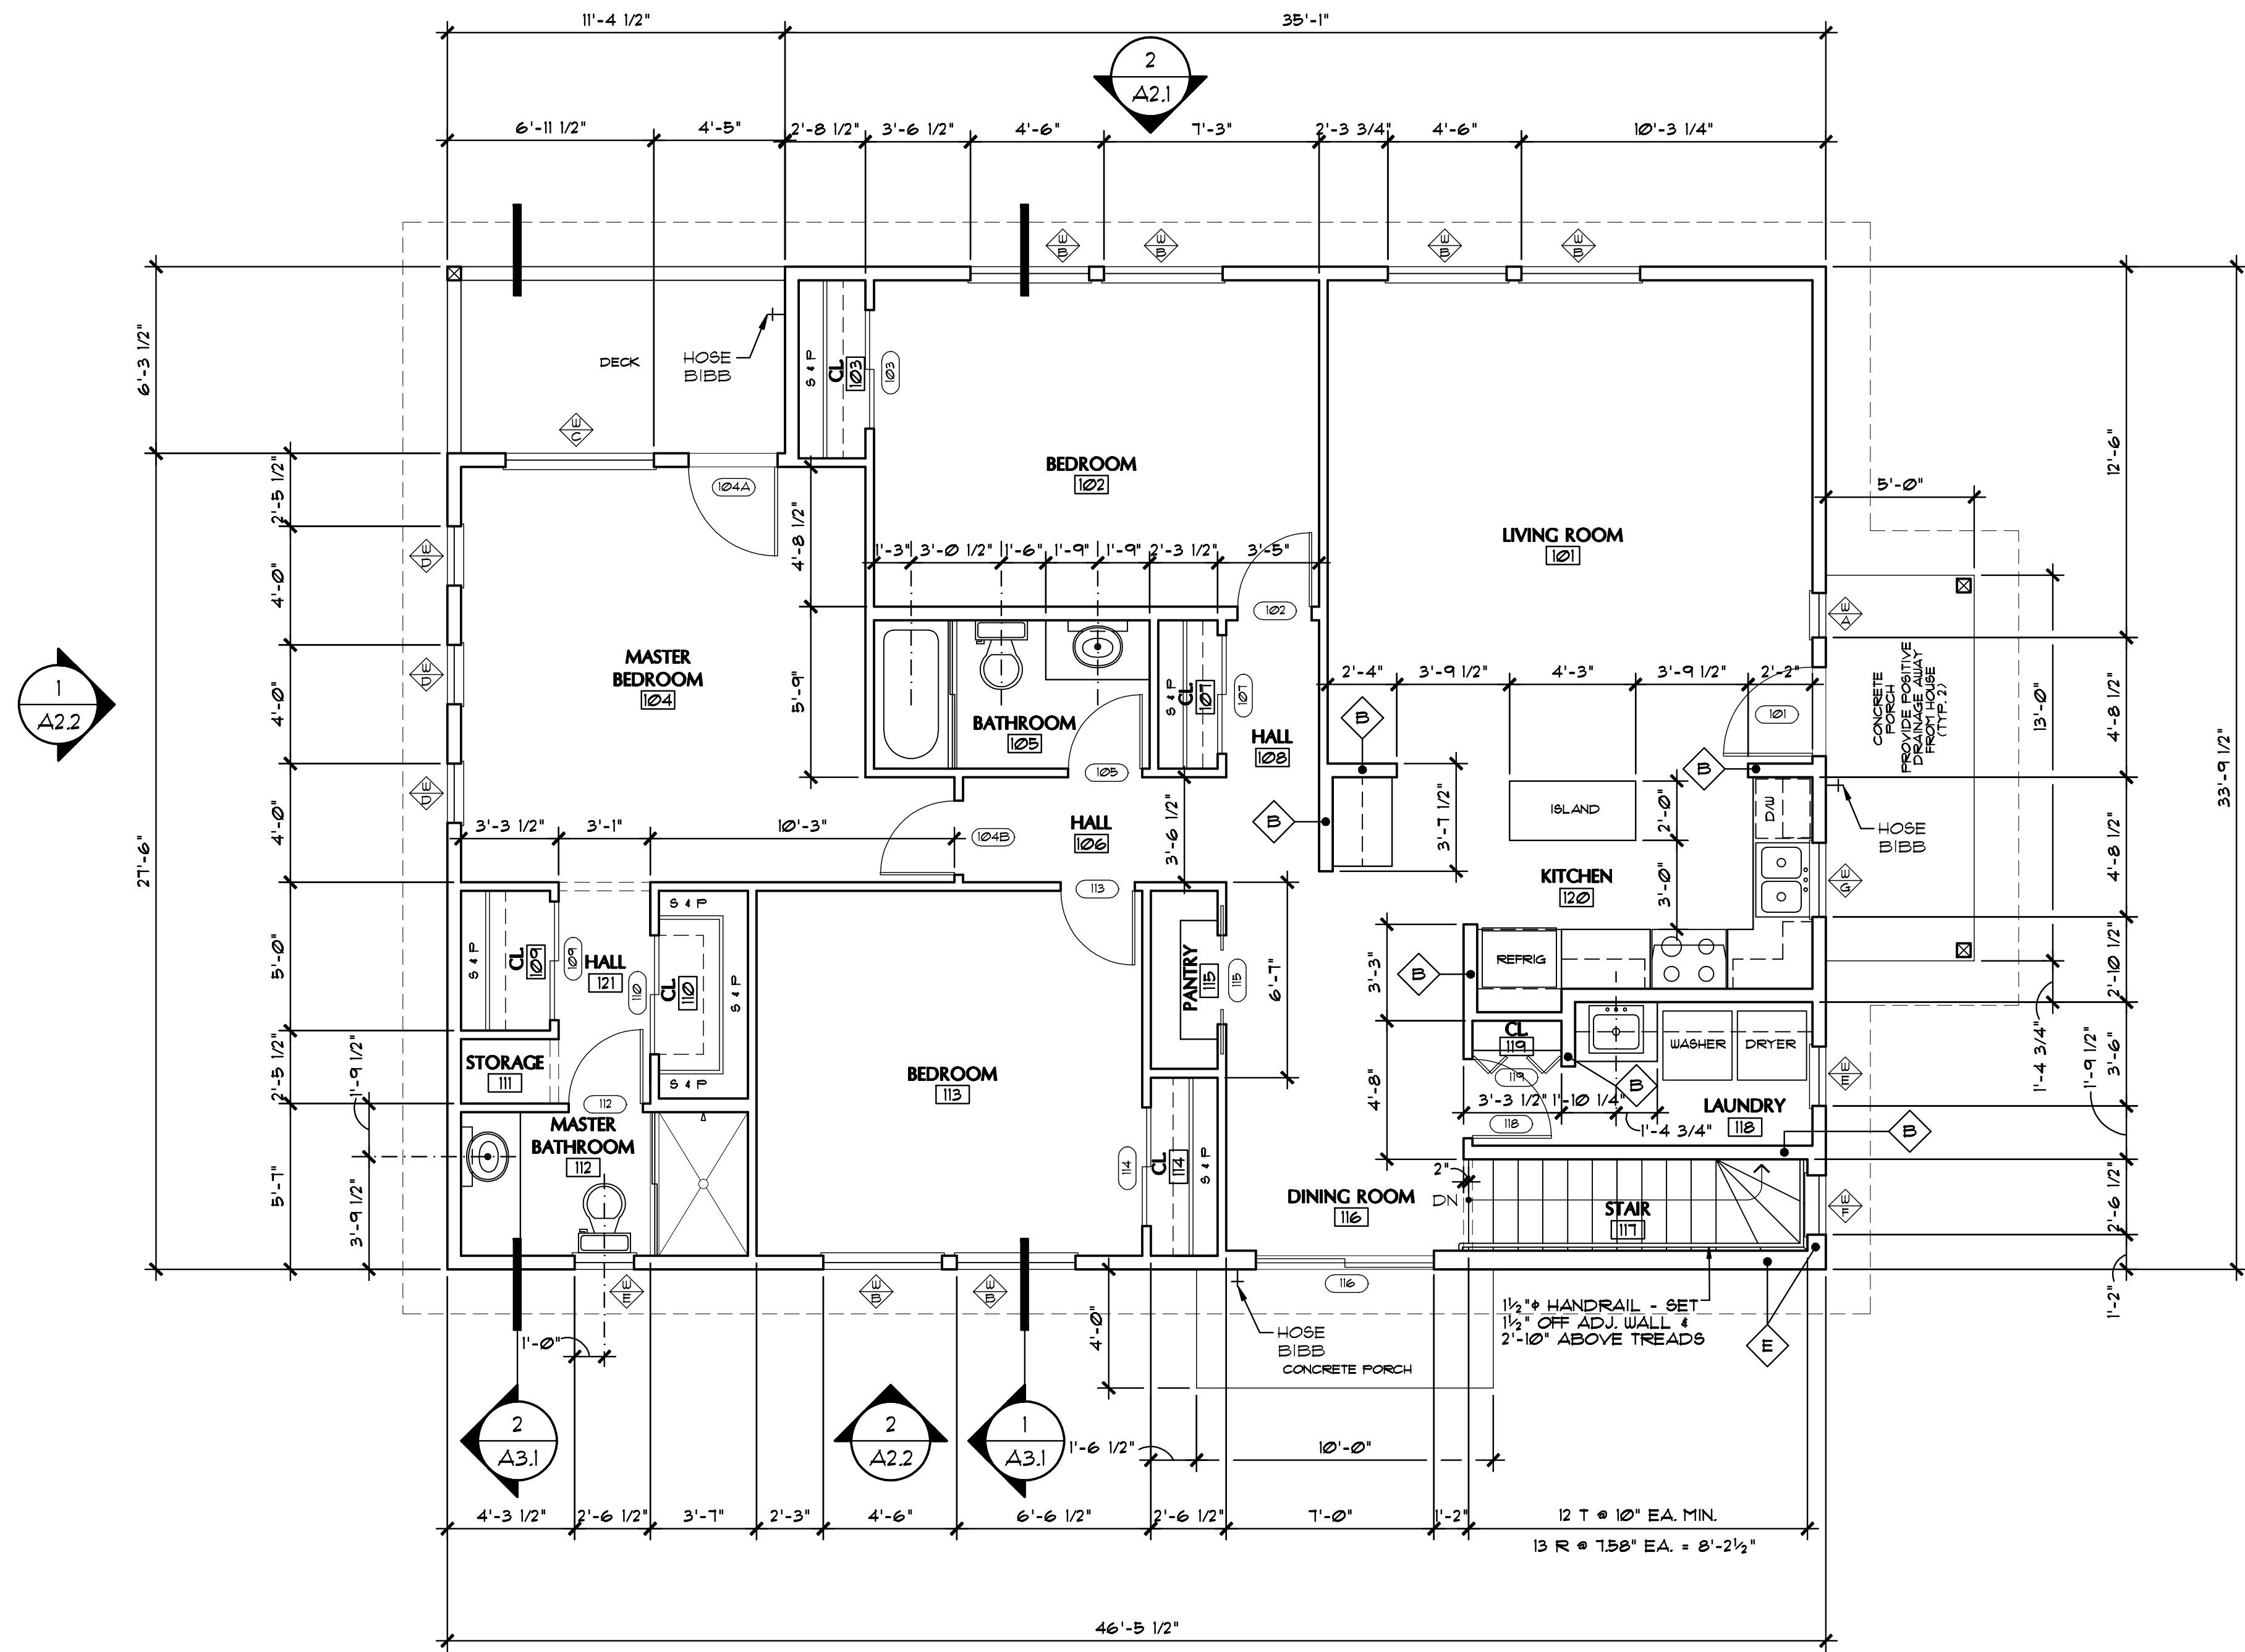 11'-4 1/2"
35'-1"
2
A2.1
6'-11 1/2"
4'-5"
2'-8 1/2"
3'-6 1/2"
4'-6"
7'-3"
2'-3 3/4"
4'-6"
10'-3 1/4"
W
B
W
B
W
B
W
B
6'-3 1/2"
DECK
HOSE
BIBB
S & P
CL.
103
103
W
C
BEDROOM
102
12'-6"
2'-5 1/2"
104A
4'-8 1/2"
5'-0"
LIVING ROOM
101
W
D
1'-3"
3'-0 1/2"
1'-6"
1'-9"
1'-9"
2'-3 1/2"
3'-5"
4'-0"
102
W
A
MASTER
BEDROOM
104
W
D
1
A2.2
5'-9"
BATHROOM
105
S & P
CL.
107
107
HALL
108
2'-4"
3'-9 1/2"
4'-3"
3'-9 1/2"
2'-2"
B
101
CONCRETE
PORCH
PROVIDE POSITIVE
DRAINAGE AWAY
FROM HOUSE
(TYP. 2)
13'-0"
4'-8 1/2"
33'-9 1/2"
4'-0"
105
B
W
D
ISLAND
2'-0"
D/W
27'-6"
4'-0"
3'-3 1/2"
3'-1"
10'-3"
104B
HALL
106
3'-6 1/2"
B
3'-7 1/2"
HOSE
BIBB
4'-8 1/2"
KITCHEN
120
3'-0"
W
G
113
S & P
S & P
CL.
109
109
HALL
121
110
CL.
110
S & P
S & P
5'-0"
PANTRY
115
115
6'-7"
3'-3"
B
REFRIG
2'-10 1/2"
STORAGE
111
2'-5 1/2"
1'-9 1/2"
BEDROOM
113
CL.
119
119
WASHER
DRYER
W
E
1'-4 3/4"
1'-9 1/2"
3'-6"
4'-8"
B
112
3'-3 1/2"
1'-10 1/4"
LAUNDRY
118
118
1'-4 3/4"
B
MASTER
BATHROOM
112
5'-7"
3'-9 1/2"
114
CL.
114
S & P
2"
DN
DINING ROOM
116
STAIR
117
W
F
2'-6 1/2"
1'-2"
W
E
W
B
W
B
116
4'-0"
1'-0"
HOSE
BIBB
CONCRETE PORCH
1½"ϕ HANDRAIL - SET
1½" OFF ADJ. WALL &
2'-10" ABOVE TREADS
E
2
A3.1
2
A2.2
1
A3.1
1'-6 1/2"
10'-0"
4'-3 1/2"
2'-6 1/2"
3'-7"
2'-3"
4'-6"
6'-6 1/2"
2'-6 1/2"
7'-0"
1'-2"
12 T @ 10" EA. MIN.
13 R @ 7.58" EA. = 8'-2½"
46'-5 1/2"